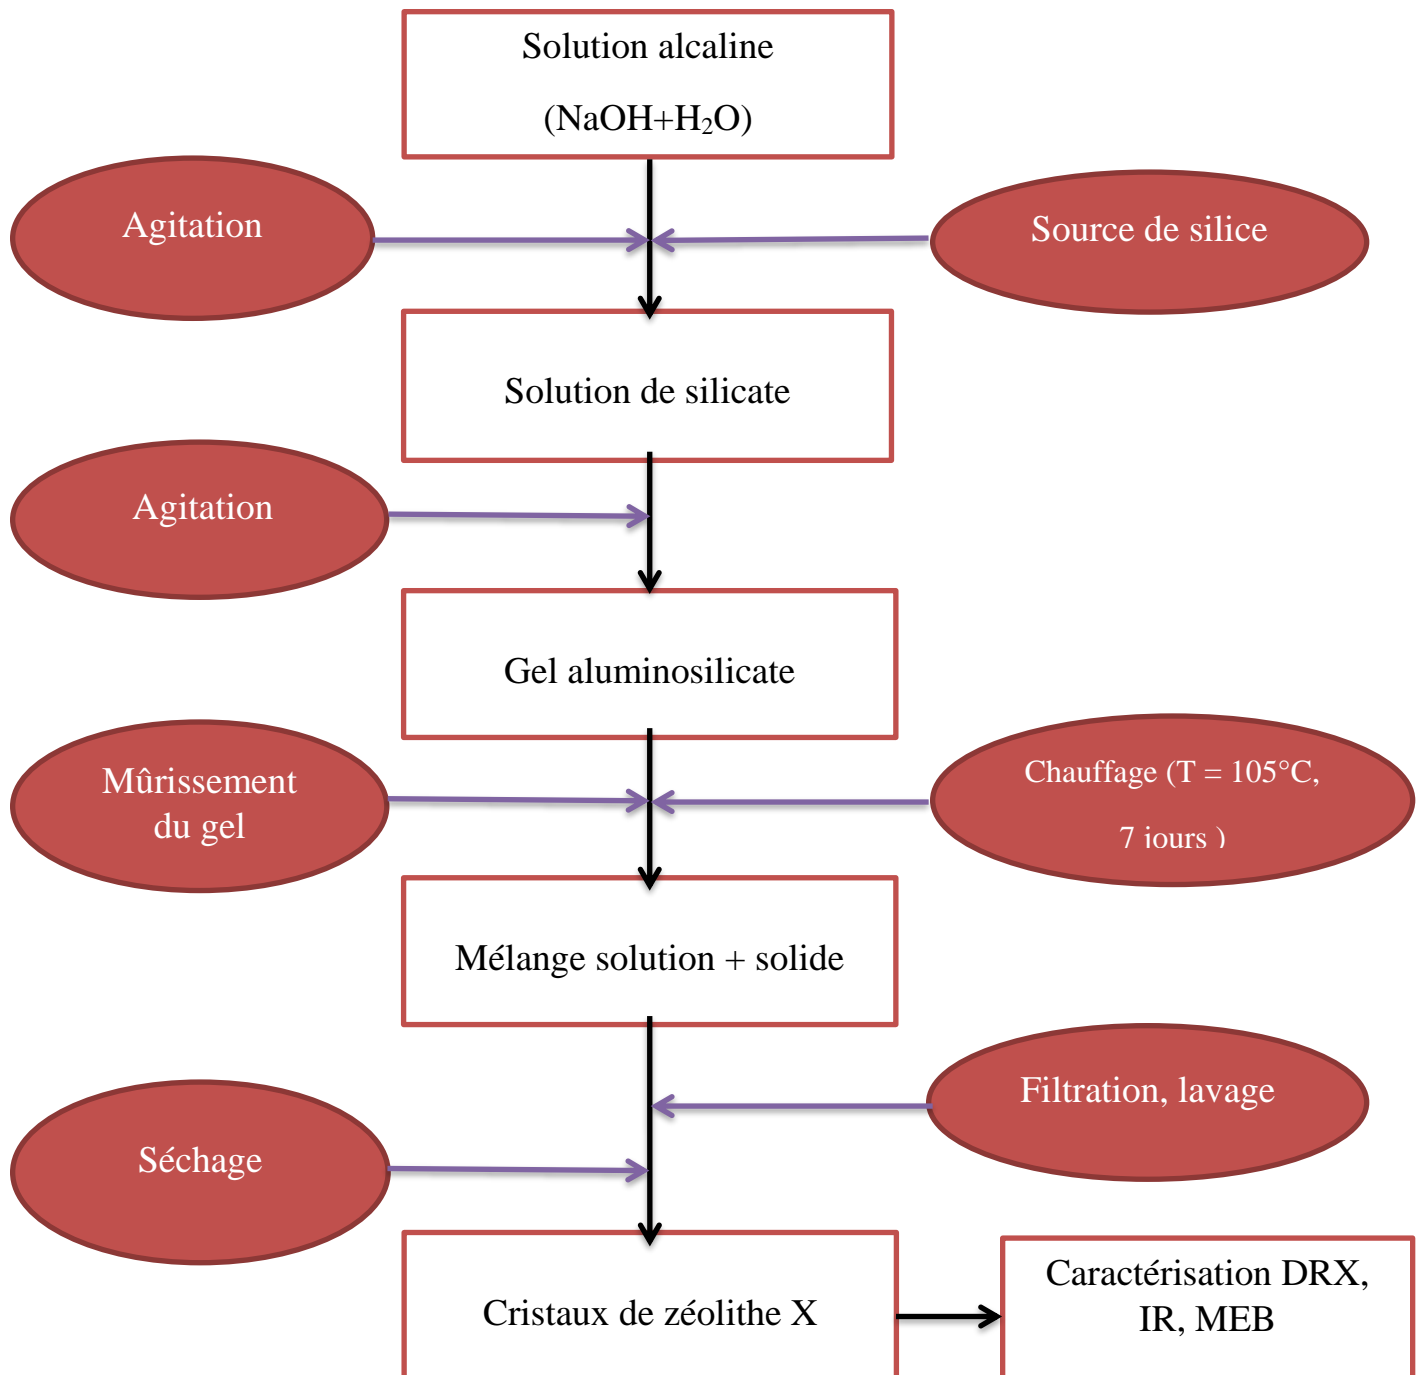 Solution alcaline
(NaOH+H₂O)
Agitation
Source de silice
Solution de silicate
Agitation
Gel aluminosilicate
Mûrissement
du gel
Chauffage (T = 105°C,
7 jours )
Mélange solution + solide
Filtration, lavage
Séchage
Cristaux de zéolithe X
Caractérisation DRX,
IR, MEB